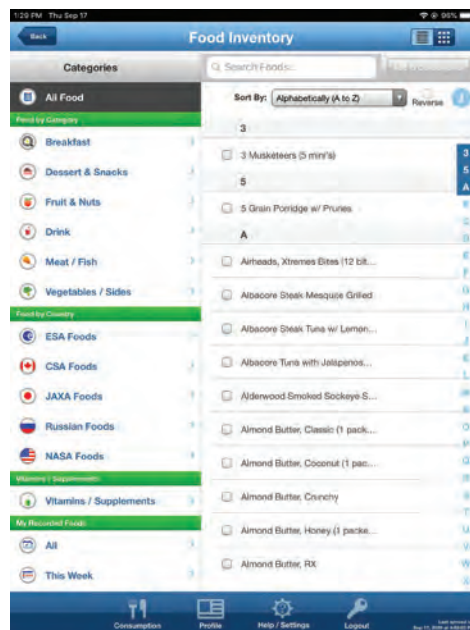 1:29 PM Thu Sep 17
95%
Back
Food Inventory
Categories
Search Foods...
All Food
Sort By: Alphabetically (A to Z)
Reverse
Food by Category
3
Breakfast
3 Musketeers (5 mini's)
3
5
A
Dessert & Snacks
5
Fruit & Nuts
5 Grain Porridge w/ Prunes
Drink
A
Meat / Fish
Airheads, Xtremes Bites (12 bit...
Vegetables / Sides
Albacore Steak Mesquite Grilled
Food by Country
ESA Foods
Albacore Steak Tuna w/ Lemon...
CSA Foods
Albacore Tuna with Jalapenos...
JAXA Foods
Alderwood Smoked Sockeye S...
Russian Foods
Almond Butter, Classic (1 pack...
NASA Foods
Almond Butter, Coconut (1 pac...
Vitamins / Supplements
Vitamins / Supplements
Almond Butter, Crunchy
My Recorded Foods
All
Almond Butter, Honey (1 packe...
This Week
Almond Butter, RX
Consumption
Profile
Help / Settings
Logout